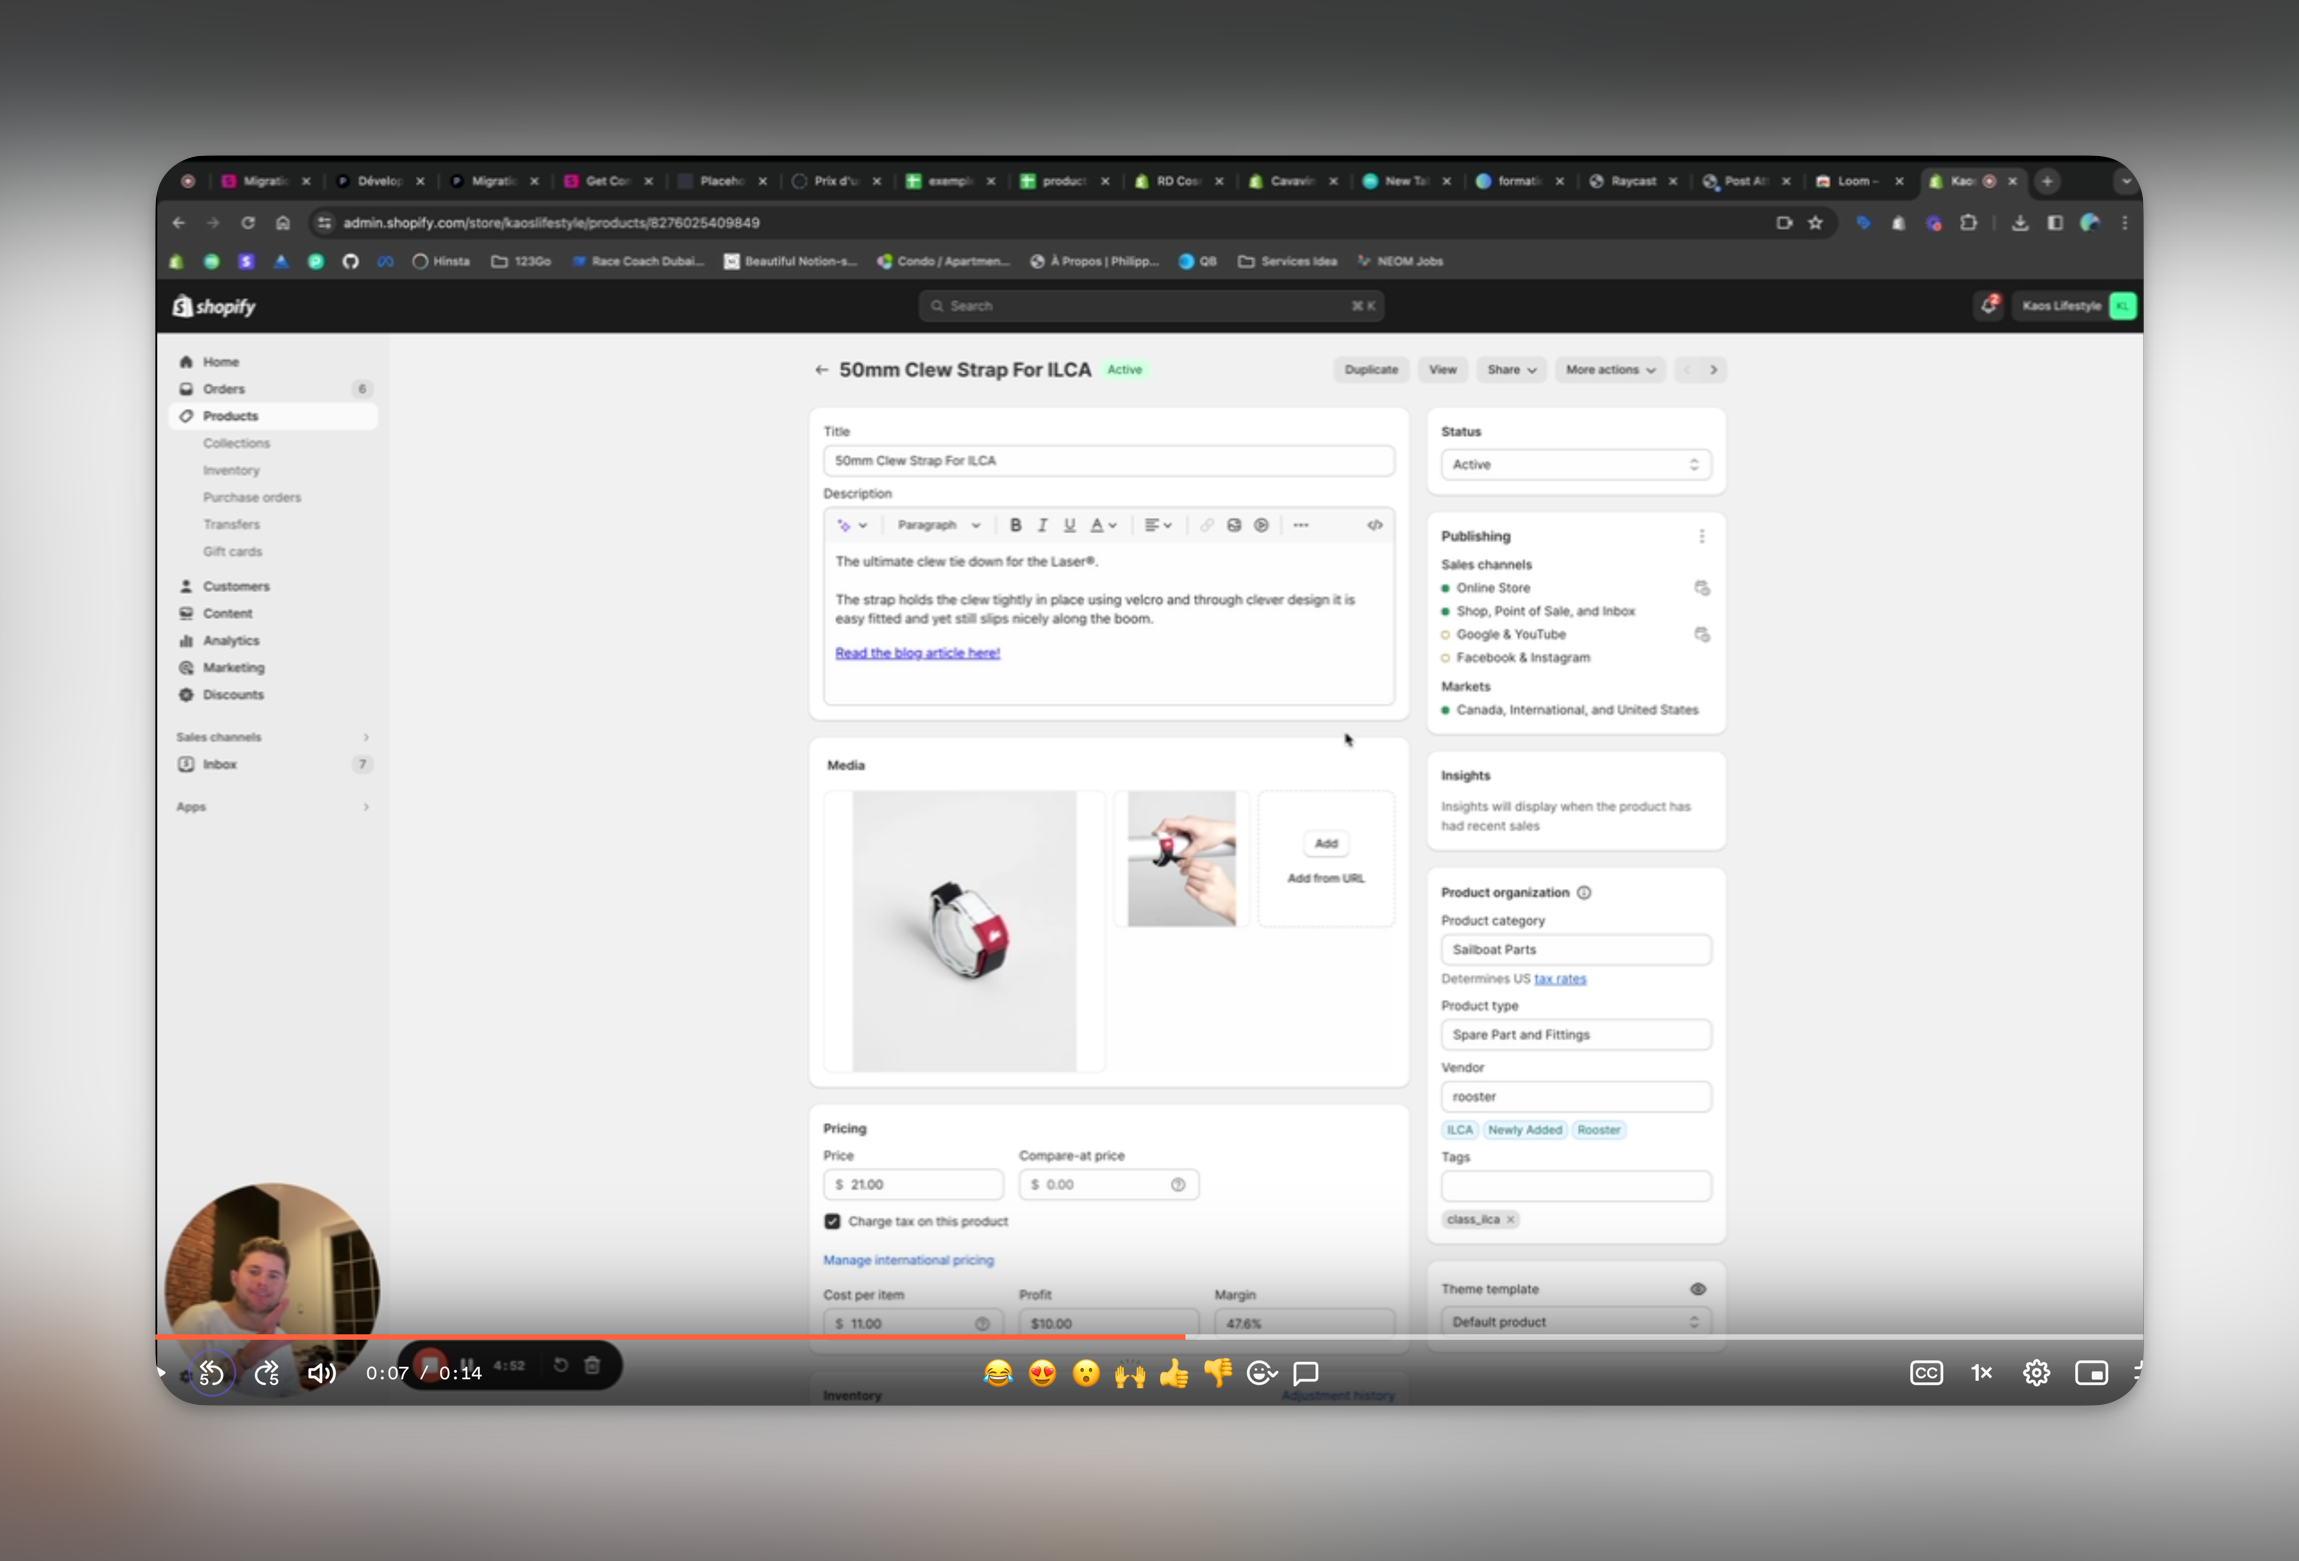 Migrati
Dévelop
Migratic
Get Con
Placeho
Prix d'u
exempl
product
RD Cos
Cavavin
New Ta
formati
Raycast
Post At
Loom –
Kao
admin.shopify.com/store/kaoslifestyle/products/8276025409849
Hinsta
123Go
Race Coach Dubai...
Beautiful Notion-s...
Condo / Apartmen...
À Propos | Philipp...
QB
Services Idea
NEOM Jobs
shopify
Search
⌘ K
2
Kaos Lifestyle
KL
Home
Orders 6
Products
Collections
Inventory
Purchase orders
Transfers
Gift cards
Customers
Content
Analytics
Marketing
Discounts
Sales channels
Inbox 7
Apps
50mm Clew Strap For ILCA Active
Duplicate
View
Share
More actions
Title
50mm Clew Strap For ILCA
Description
Paragraph B I U A
The ultimate clew tie down for the Laser®.
The strap holds the clew tightly in place using velcro and through clever design it is
easy fitted and yet still slips nicely along the boom.
Read the blog article here!
Media
Add
Add from URL
Pricing
Price
$ 21.00
Compare-at price
$ 0.00
Charge tax on this product
Manage international pricing
Cost per item
$ 11.00
Profit
$10.00
Margin
47.6%
Inventory
Adjustment history
Status
Active
Publishing
Sales channels
Online Store
Shop, Point of Sale, and Inbox
Google & YouTube
Facebook & Instagram
Markets
Canada, International, and United States
Insights
Insights will display when the product has
had recent sales
Product organization
Product category
Sailboat Parts
Determines US tax rates
Product type
Spare Part and Fittings
Vendor
rooster
ILCA Newly Added Rooster
Tags
class_ilca
Theme template
Default product
5
5
0:07 / 0:14
4:52
CC
1×